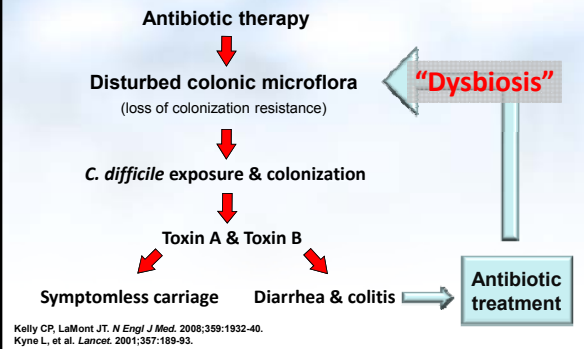 Antibiotic therapy
Disturbed colonic microflora
(loss of colonization resistance)
"Dysbiosis"
C. difficile exposure & colonization
Toxin A & Toxin B
Symptomless carriage
Diarrhea & colitis
Antibiotic
treatment
Kelly CP, LaMont JT. N Engl J Med. 2008;359:1932-40.
Kyne L, et al. Lancet. 2001;357:189-93.